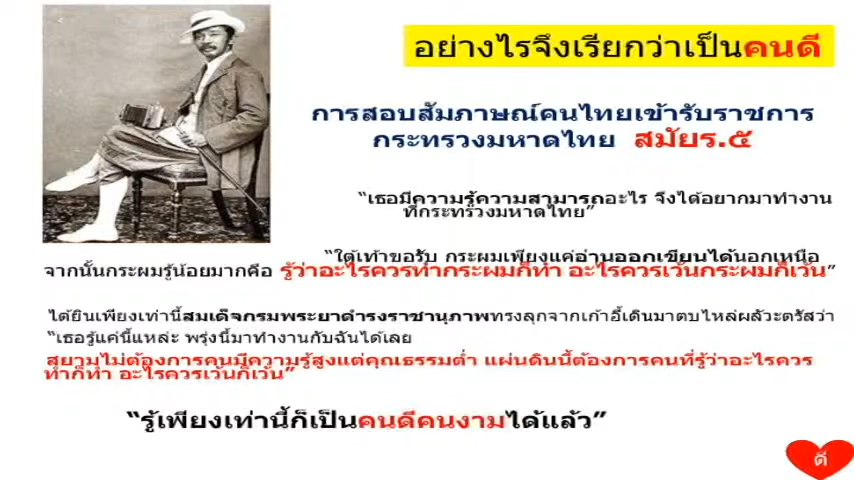 อย่างไรจึงเรียกว่าเป็นคนดี
การสอบสัมภาษณ์คนไทยเข้ารับราชการ
กระทรวงมหาดไทย สมัยร.๕
“เธอมีความรู้ความสามารถอะไร จึงได้อยากมาทำงาน
ที่กระทรวงมหาดไทย”
“ใต้เท้าขอรับ กระผมเพียงแค่อ่านออกเขียนได้นอกเหนือ
จากนั้นกระผมรู้น้อยมากคือ รู้ว่าอะไรควรทำกระผมก็ทำ อะไรควรเว้นกระผมก็เว้น”
ได้ยินเพียงเท่านี้สมเด็จกรมพระยาดำรงราชานุภาพทรงลุกจากเก้าอี้เดินมาตบไหล่ผลัวะตรัสว่า
“เธอรู้แค่นี้แหล่ะ พรุ่งนี้มาทำงานกับฉันได้เลย
สยามไม่ต้องการคนมีความรู้สูงแต่คุณธรรมต่ำ แผ่นดินนี้ต้องการคนที่รู้ว่าอะไรควร
ทำก็ทำ อะไรควรเว้นก็เว้น”
“รู้เพียงเท่านี้ก็เป็นคนดีคนงามได้แล้ว”
ดี